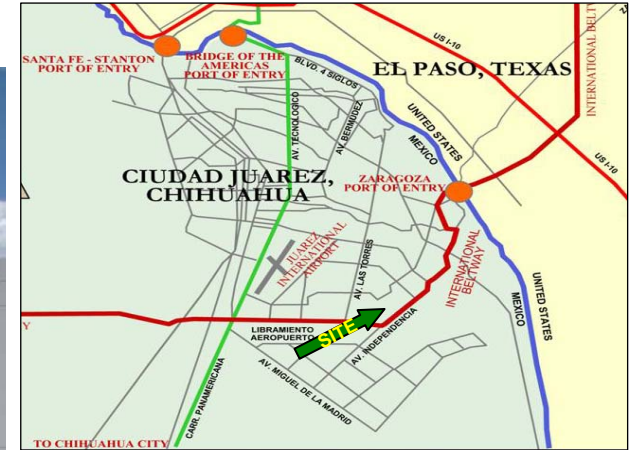 US I-10
INTERNATIONAL BELTWAY
SANTA FE - STANTON
PORT OF ENTRY
BRIDGE OF THE
AMERICAS
PORT OF ENTRY
BLVD. 4 SIGLOS
EL PASO, TEXAS
AV. TECNOLOGICO
AV. BERMUDEZ
UNITED STATES
MEXICO
US I-10
ZARAGOZA
PORT OF ENTRY
CIUDAD JUAREZ,
CHIHUAHUA
JUAREZ
INTERNATIONAL
AIRPORT
AV. LAS TORRES
INTERNATIONAL
BELTWAY
UNITED STATES
MEXICO
SITE
LIBRAMIENTO
AEROPUERTO
AV. INDEPENDENCIA
AV. MIGUEL DE LA MADRID
CARR. PANAMERICANA
TO CHIHUAHUA CITY